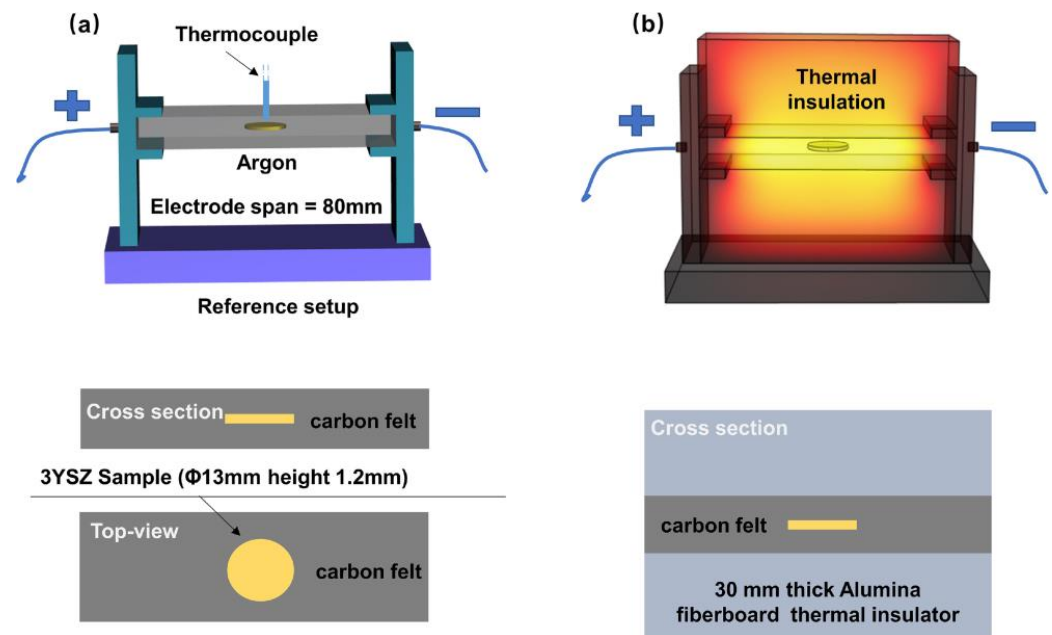 (a)
Thermocouple
+
−
Argon
Electrode span = 80mm
Reference setup
Cross section
carbon felt
3YSZ Sample (Φ13mm height 1.2mm)
Top-view
carbon felt
(b)
Thermal
insulation
+
−
Cross section
carbon felt
30 mm thick Alumina
fiberboard thermal insulator